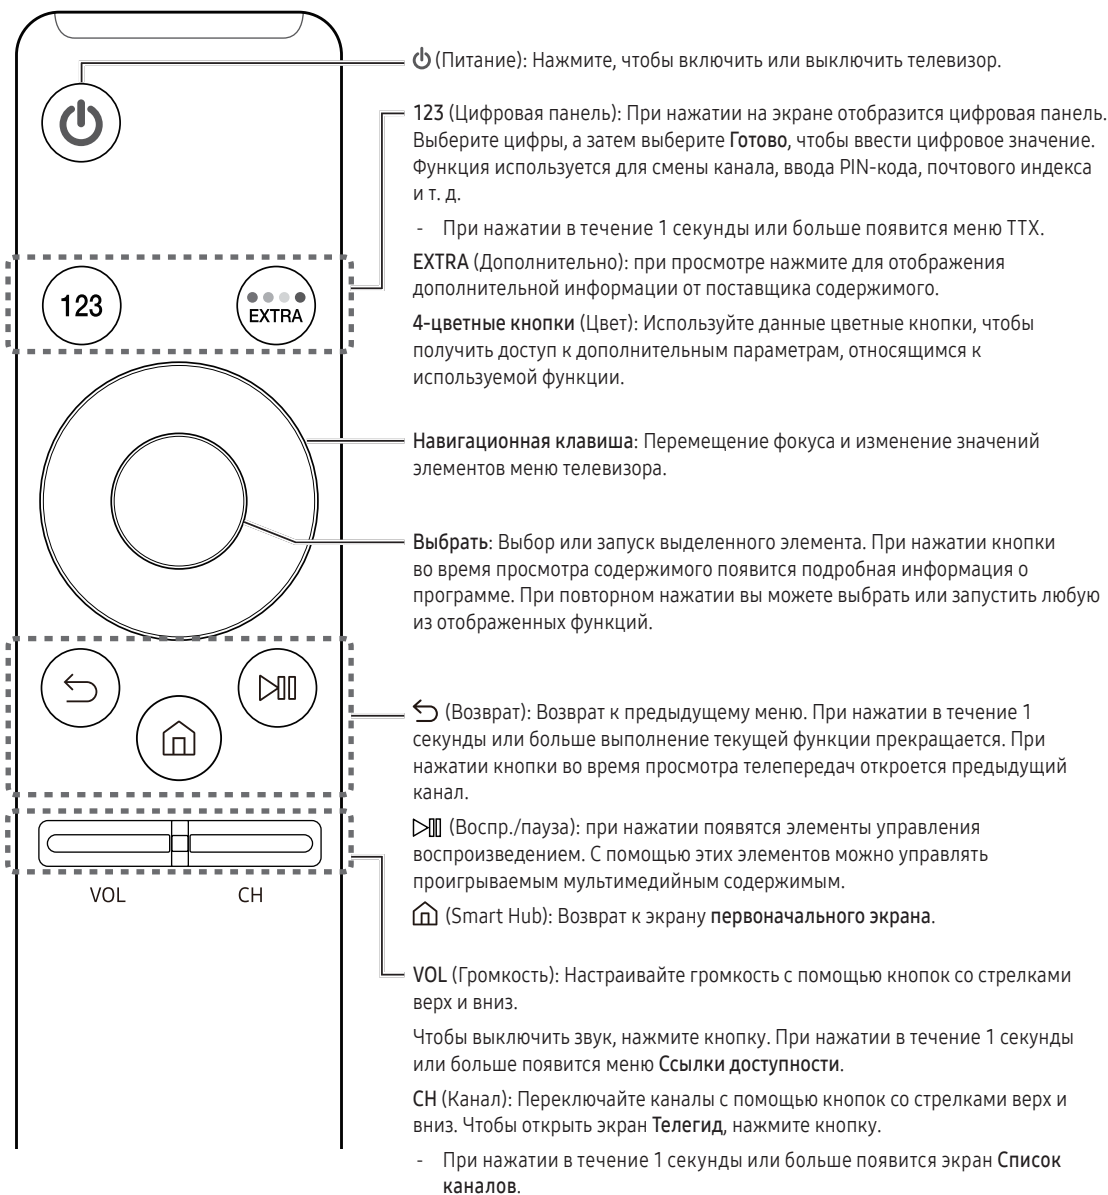 (Питание): Нажмите, чтобы включить или выключить телевизор.
123 (Цифровая панель): При нажатии на экране отобразится цифровая панель.
Выберите цифры, а затем выберите Готово, чтобы ввести цифровое значение.
Функция используется для смены канала, ввода PIN-кода, почтового индекса
и т. д.
- При нажатии в течение 1 секунды или больше появится меню TTX.
EXTRA (Дополнительно): при просмотре нажмите для отображения
дополнительной информации от поставщика содержимого.
4-цветные кнопки (Цвет): Используйте данные цветные кнопки, чтобы
получить доступ к дополнительным параметрам, относящимся к
используемой функции.
123
EXTRA
Навигационная клавиша: Перемещение фокуса и изменение значений
элементов меню телевизора.
Выбрать: Выбор или запуск выделенного элемента. При нажатии кнопки
во время просмотра содержимого появится подробная информация о
программе. При повторном нажатии вы можете выбрать или запустить любую
из отображенных функций.
(Возврат): Возврат к предыдущему меню. При нажатии в течение 1
секунды или больше выполнение текущей функции прекращается. При
нажатии кнопки во время просмотра телепередач откроется предыдущий
канал.
(Воспр./пауза): при нажатии появятся элементы управления
воспроизведением. С помощью этих элементов можно управлять
проигрываемым мультимедийным содержимым.
(Smart Hub): Возврат к экрану первоначального экрана.
VOL
CH
VOL (Громкость): Настраивайте громкость с помощью кнопок со стрелками
верх и вниз.
Чтобы выключить звук, нажмите кнопку. При нажатии в течение 1 секунды
или больше появится меню Ссылки доступности.
CH (Канал): Переключайте каналы с помощью кнопок со стрелками верх и
вниз. Чтобы открыть экран Телегид, нажмите кнопку.
- При нажатии в течение 1 секунды или больше появится экран Список
каналов.